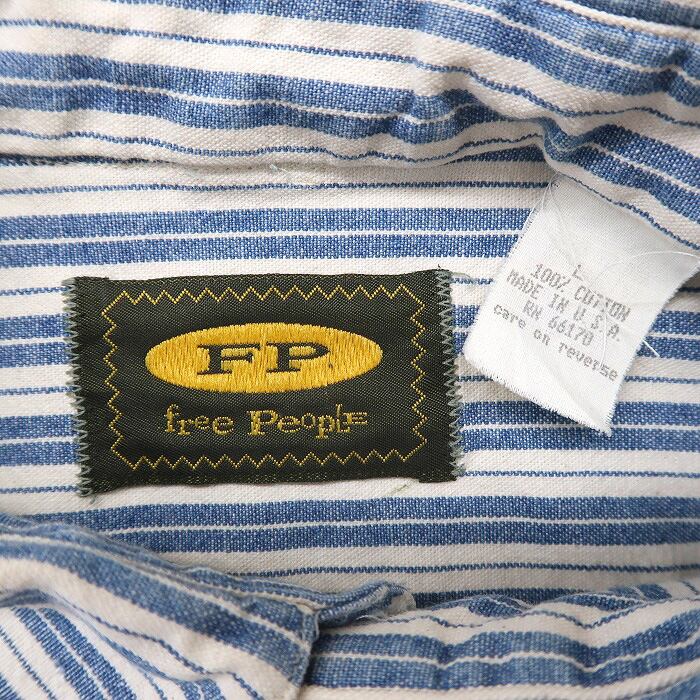 FP.
free People
L
100% COTTON
MADE IN U.S.A.
RN 66170
care on reverse